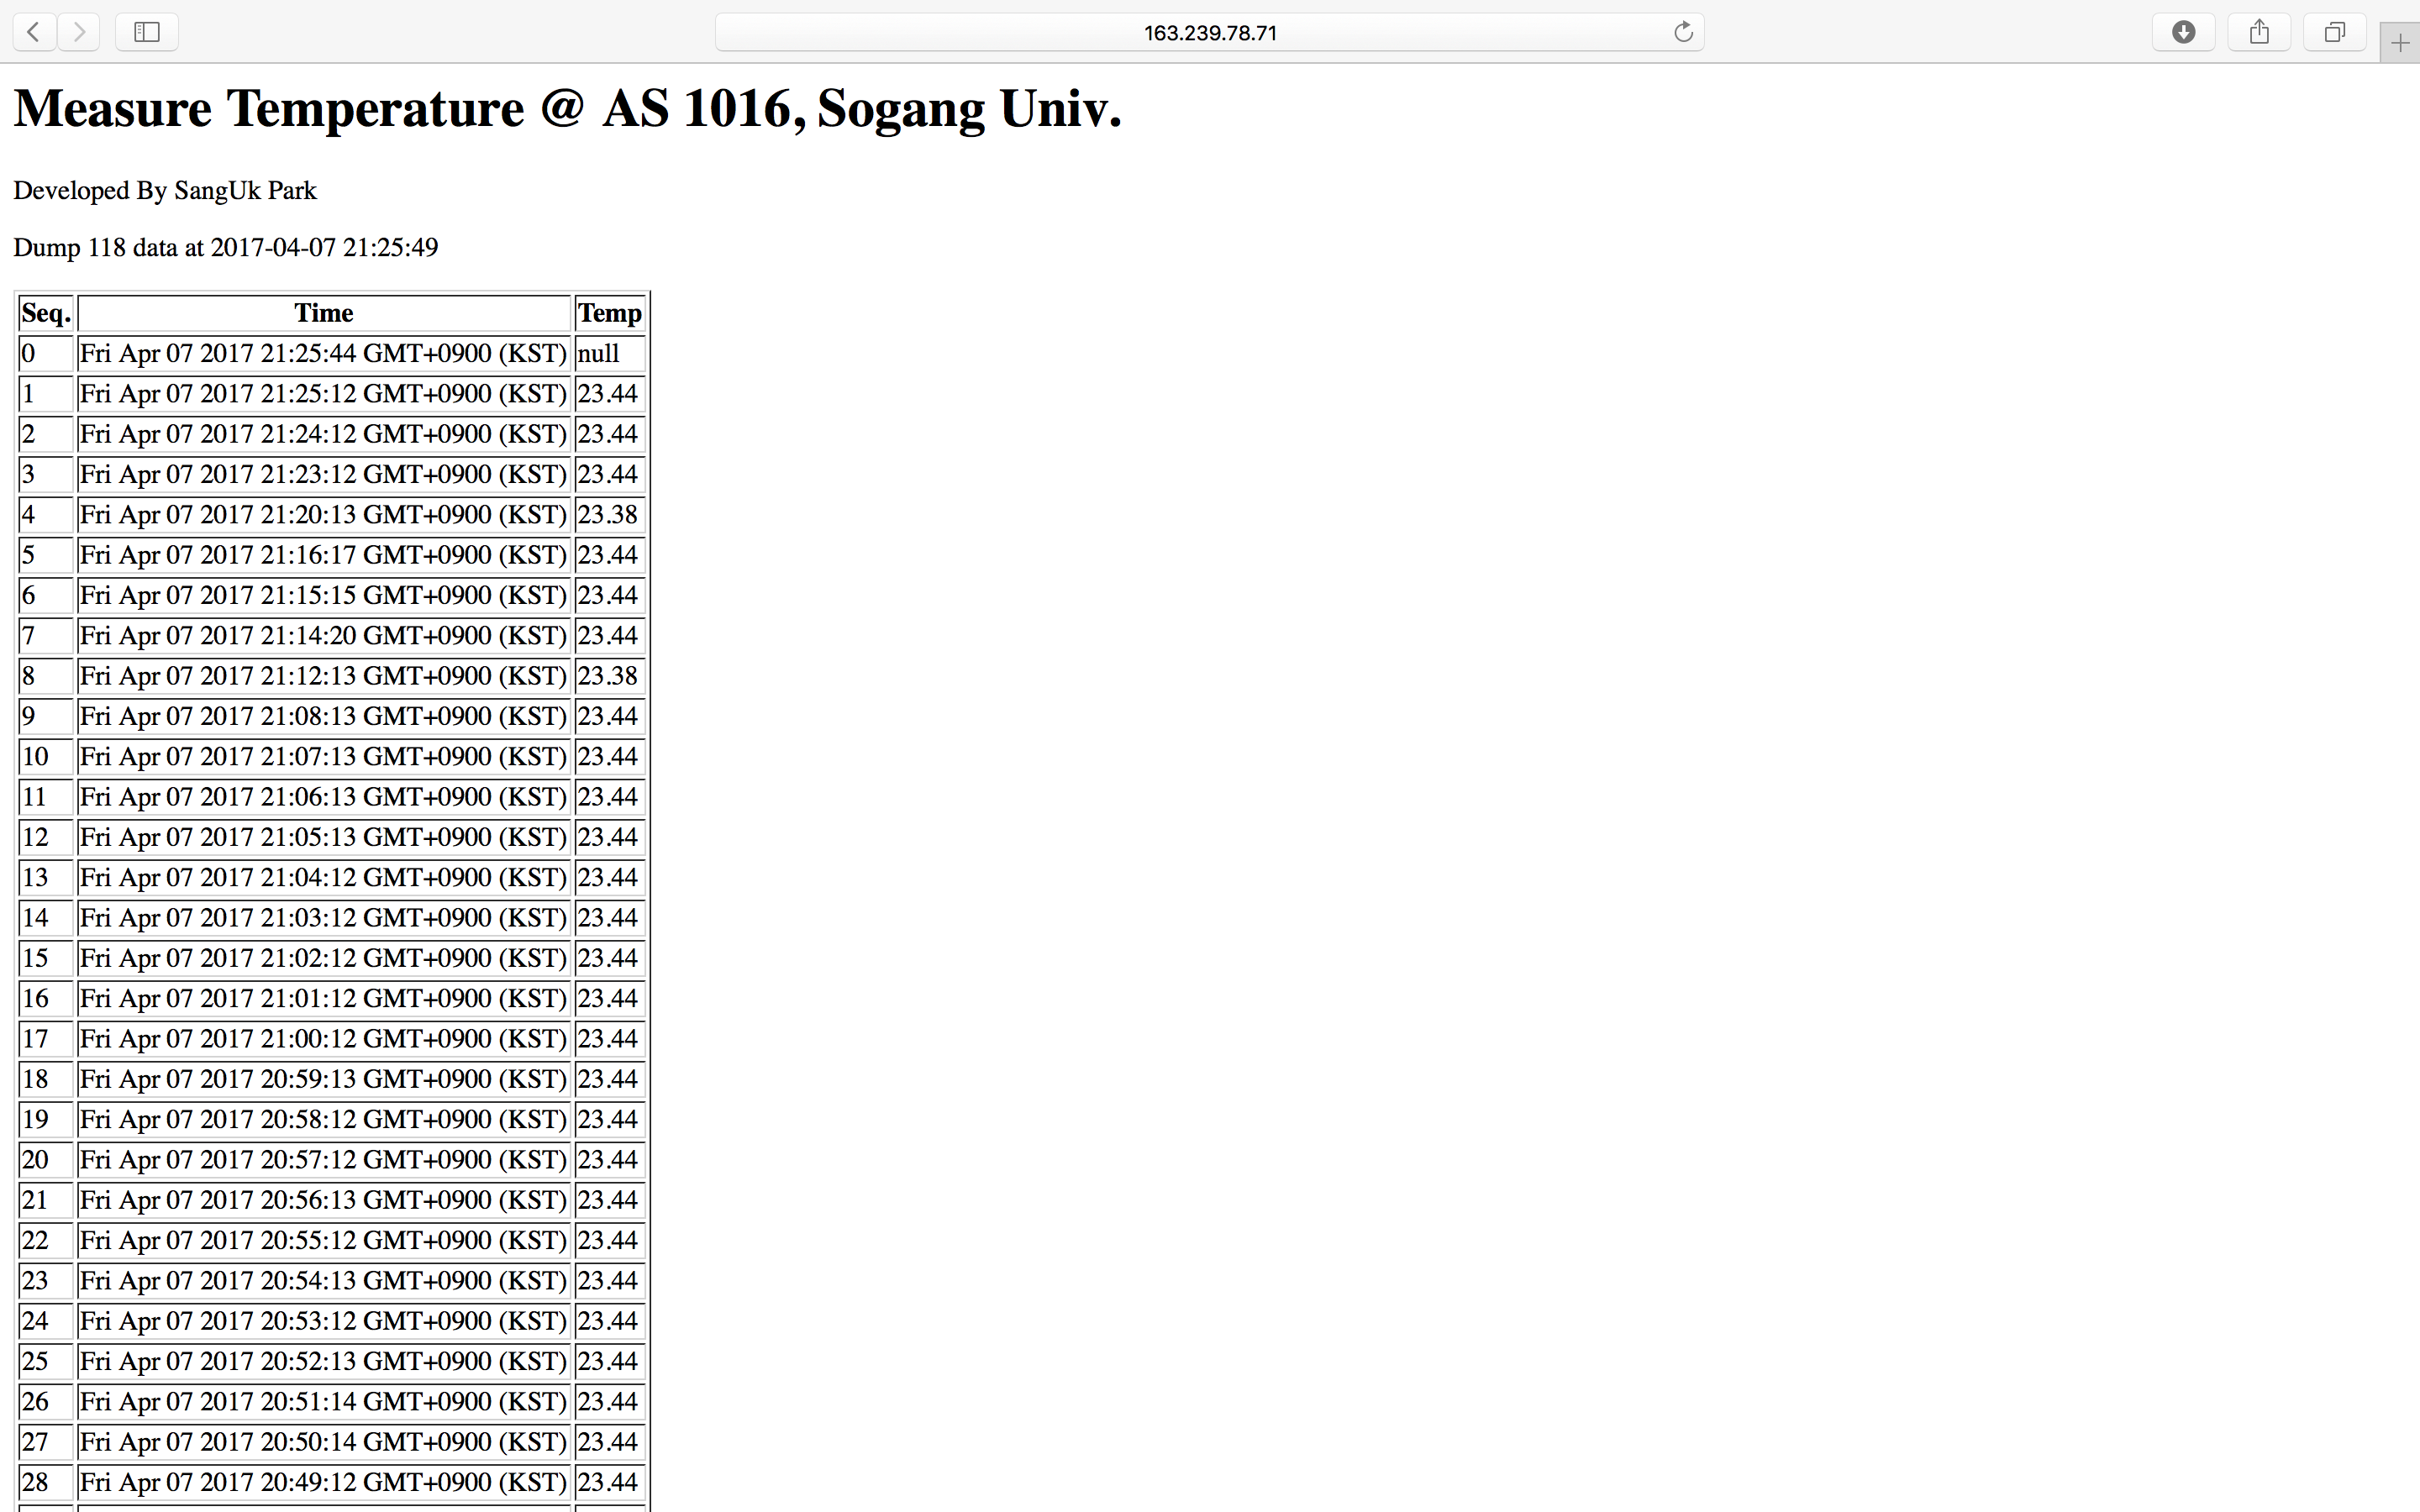 163.239.78.71
Measure Temperature @ AS 1016, Sogang Univ.
Developed By SangUk Park
Dump 118 data at 2017-04-07 21:25:49
Seq. Time Temp
0 Fri Apr 07 2017 21:25:44 GMT+0900 (KST) null
1 Fri Apr 07 2017 21:25:12 GMT+0900 (KST) 23.44
2 Fri Apr 07 2017 21:24:12 GMT+0900 (KST) 23.44
3 Fri Apr 07 2017 21:23:12 GMT+0900 (KST) 23.44
4 Fri Apr 07 2017 21:20:13 GMT+0900 (KST) 23.38
5 Fri Apr 07 2017 21:16:17 GMT+0900 (KST) 23.44
6 Fri Apr 07 2017 21:15:15 GMT+0900 (KST) 23.44
7 Fri Apr 07 2017 21:14:20 GMT+0900 (KST) 23.44
8 Fri Apr 07 2017 21:12:13 GMT+0900 (KST) 23.38
9 Fri Apr 07 2017 21:08:13 GMT+0900 (KST) 23.44
10 Fri Apr 07 2017 21:07:13 GMT+0900 (KST) 23.44
11 Fri Apr 07 2017 21:06:13 GMT+0900 (KST) 23.44
12 Fri Apr 07 2017 21:05:13 GMT+0900 (KST) 23.44
13 Fri Apr 07 2017 21:04:12 GMT+0900 (KST) 23.44
14 Fri Apr 07 2017 21:03:12 GMT+0900 (KST) 23.44
15 Fri Apr 07 2017 21:02:12 GMT+0900 (KST) 23.44
16 Fri Apr 07 2017 21:01:12 GMT+0900 (KST) 23.44
17 Fri Apr 07 2017 21:00:12 GMT+0900 (KST) 23.44
18 Fri Apr 07 2017 20:59:13 GMT+0900 (KST) 23.44
19 Fri Apr 07 2017 20:58:12 GMT+0900 (KST) 23.44
20 Fri Apr 07 2017 20:57:12 GMT+0900 (KST) 23.44
21 Fri Apr 07 2017 20:56:13 GMT+0900 (KST) 23.44
22 Fri Apr 07 2017 20:55:12 GMT+0900 (KST) 23.44
23 Fri Apr 07 2017 20:54:13 GMT+0900 (KST) 23.44
24 Fri Apr 07 2017 20:53:12 GMT+0900 (KST) 23.44
25 Fri Apr 07 2017 20:52:13 GMT+0900 (KST) 23.44
26 Fri Apr 07 2017 20:51:14 GMT+0900 (KST) 23.44
27 Fri Apr 07 2017 20:50:14 GMT+0900 (KST) 23.44
28 Fri Apr 07 2017 20:49:12 GMT+0900 (KST) 23.44